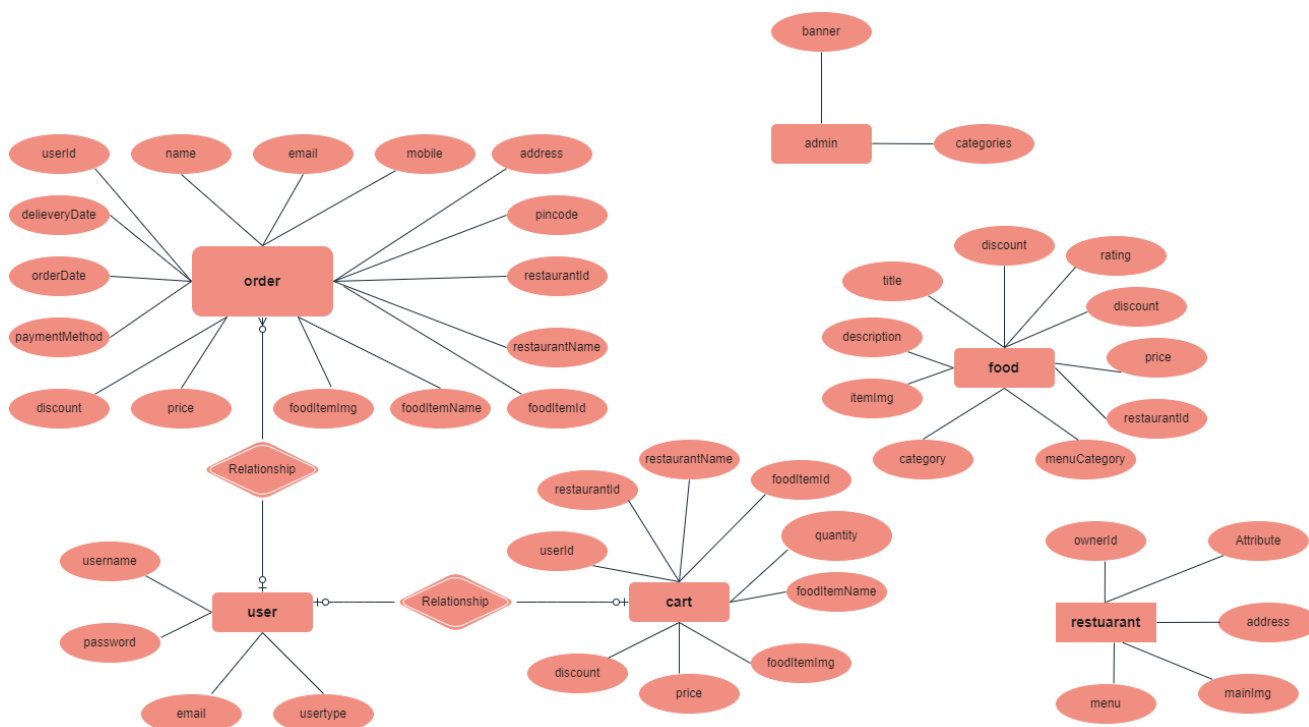 banner
admin
categories
userId
name
email
mobile
address
delieveryDate
pincode
orderDate
order
restaurantId
paymentMethod
restaurantName
discount
price
foodItemImg
foodItemName
foodItemId
discount
rating
title
discount
description
food
price
itemImg
restaurantId
category
menuCategory
Relationship
restaurantName
restaurantId
foodItemId
userId
quantity
foodItemName
cart
discount
price
foodItemImg
Relationship
username
user
password
email
usertype
ownerId
Attribute
restuarant
address
menu
mainImg